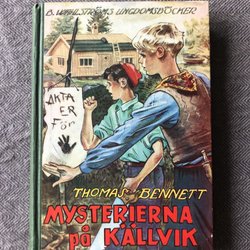 B. WAHLSTRÖMS UNGDOMSBÖCKER
AKTA
ER
För
THOMAS BENNETT
MYSTERIERNA
på KÄLLVIK